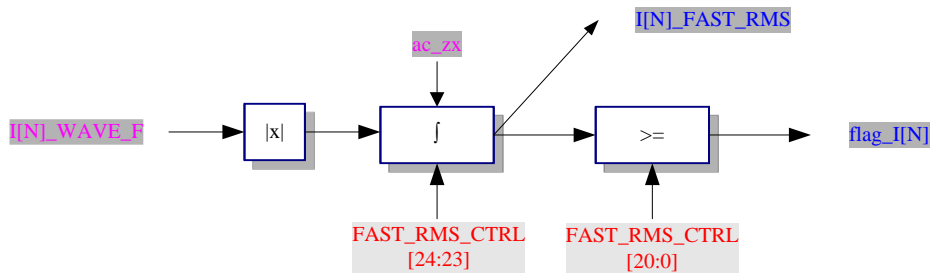 I[N]_FAST_RMS
ac_zx
I[N]_WAVE_F
|x|
∫
>=
flag_I[N]
FAST_RMS_CTRL
[24:23]
FAST_RMS_CTRL
[20:0]